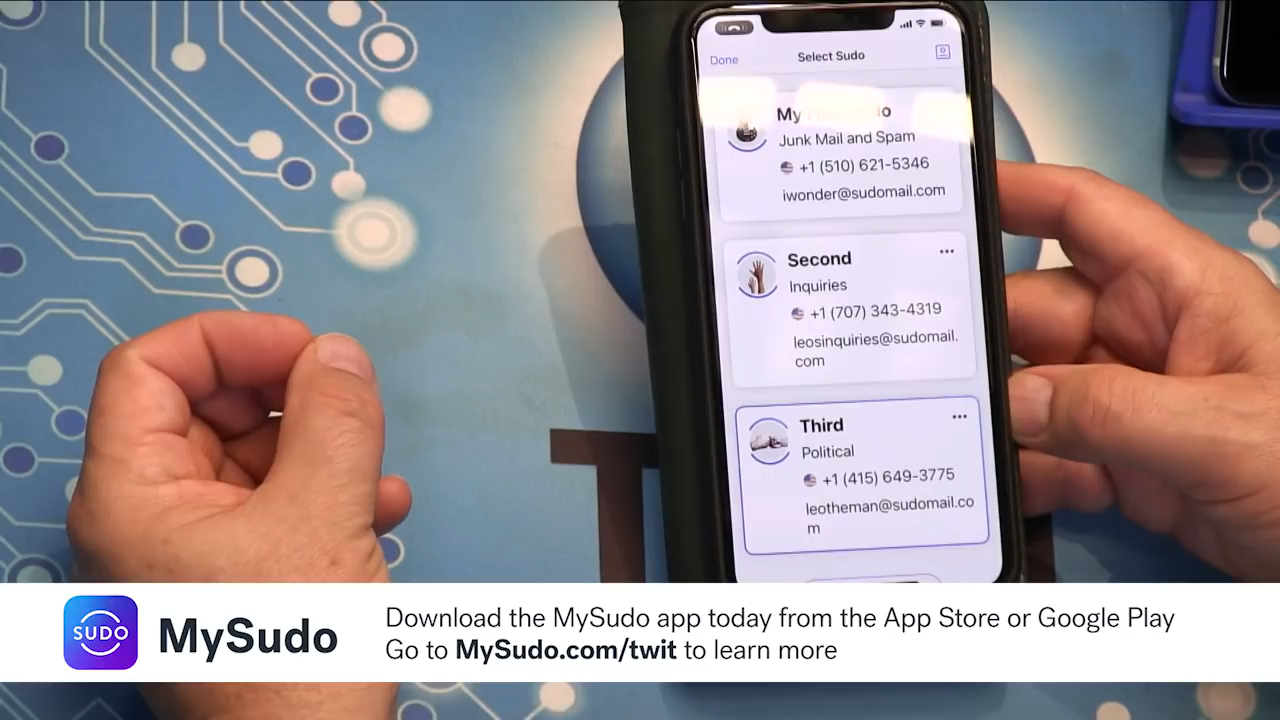 Done
Select Sudo
My
Junk Mail and Spam
+1 (510) 621-5346
iwonder@sudomail.com
Second
Inquiries
+1 (707) 343-4319
leosinquiries@sudomail.
com
Third
Political
+1 (415) 649-3775
leotheman@sudomail.co
m
SUDO
MySudo
Download the MySudo app today from the App Store or Google Play
Go to MySudo.com/twit to learn more